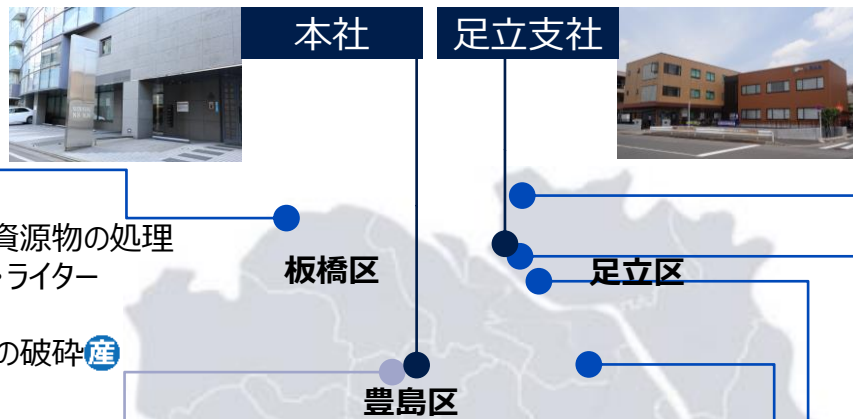 本社
足立支社
資源物の処理
・ライター
の破砕産
板橋区
足立区
豊島区